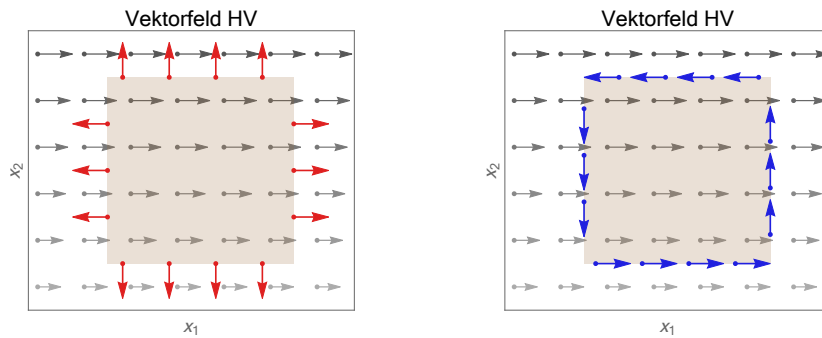 Vektorfeld HV
x₂
x₁
Vektorfeld HV
x₂
x₁